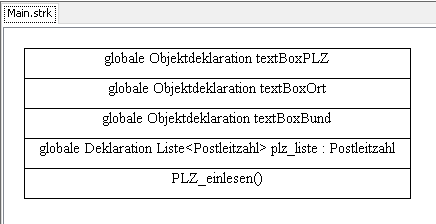 Main.strk
globale Objektdeklaration textBoxPLZ
globale Objektdeklaration textBoxOrt
globale Objektdeklaration textBoxBund
globale Deklaration Liste<Postleitzahl> plz_liste : Postleitzahl
PLZ_einlesen()